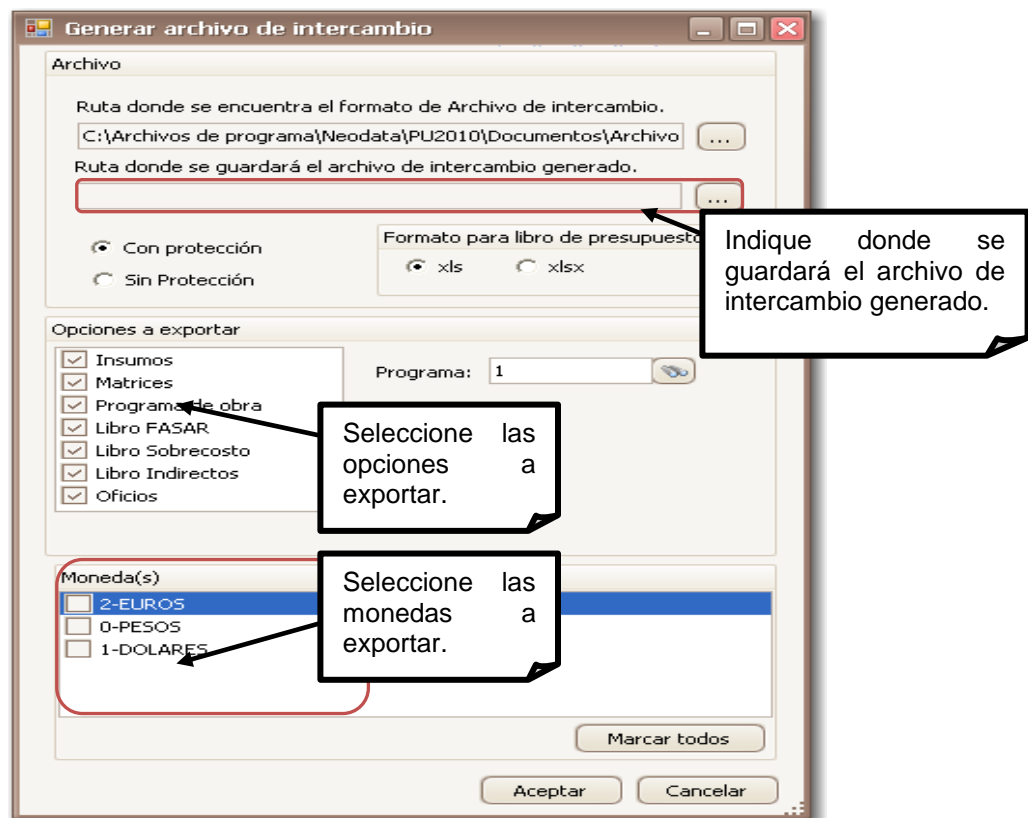 Generar archivo de intercambio
Archivo
Ruta donde se encuentra el formato de Archivo de intercambio.
C:\Archivos de programa\Neodata\PU2010\Documentos\Archivo
...
Ruta donde se guardará el archivo de intercambio generado.
...
Con protección
Sin Protección
Formato para libro de presupuesto
xls
xlsx
Indique donde se
guardará el archivo de
intercambio generado.
Opciones a exportar
Insumos
Matrices
Programa de obra
Libro FASAR
Libro Sobrecosto
Libro Indirectos
Oficios
Programa: 1
Seleccione las
opciones a
exportar.
Moneda(s)
2-EUROS
0-PESOS
1-DOLARES
Seleccione las
monedas a
exportar.
Marcar todos
Aceptar
Cancelar